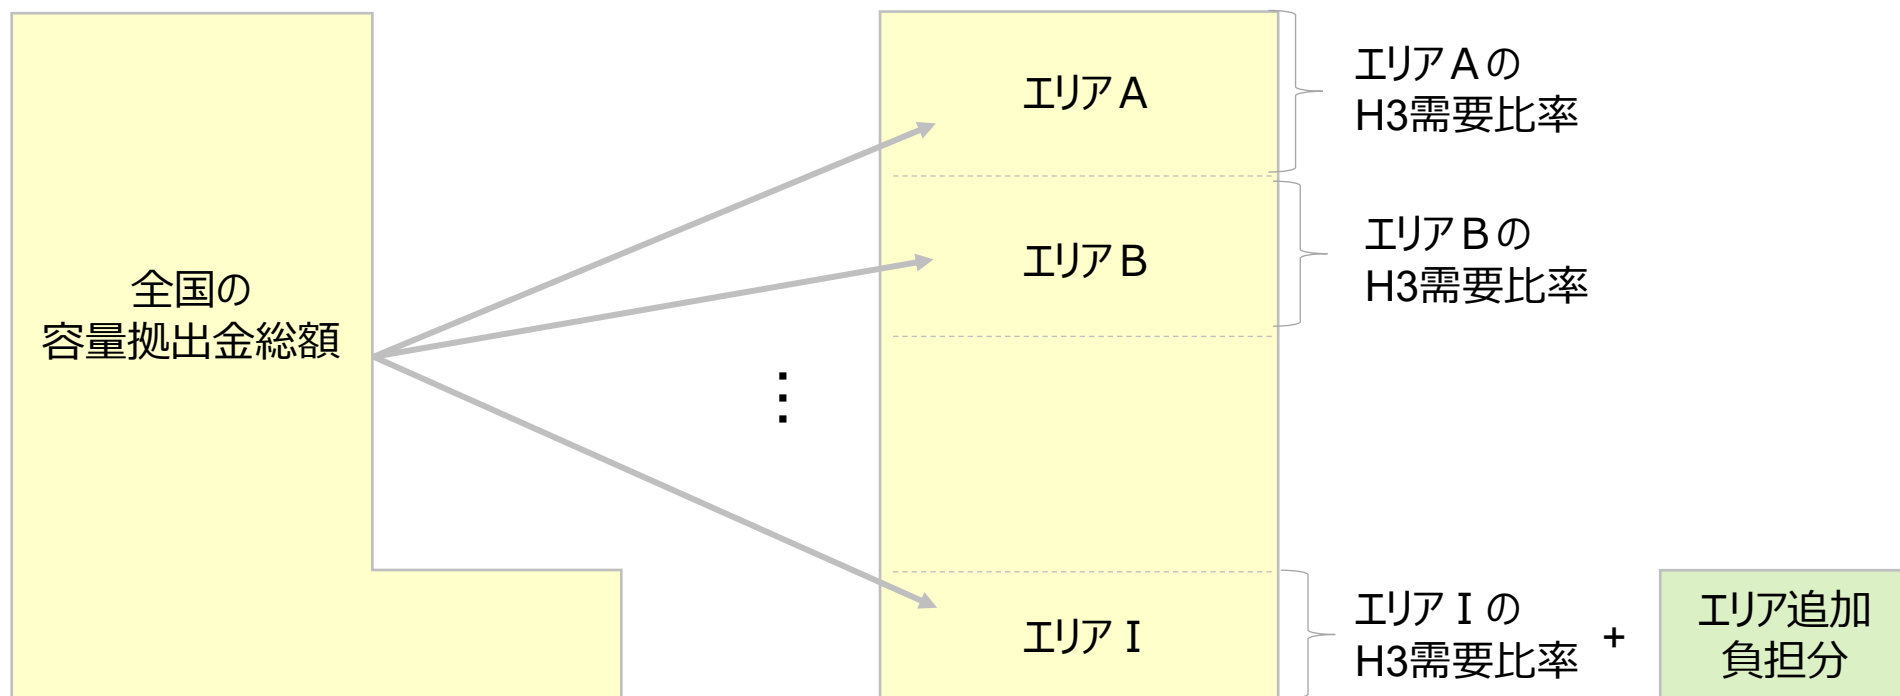 全国の
容量拠出金総額
エリアA
エリアB
エリアI
エリアAの
H3需要比率
エリアBの
H3需要比率
エリアIの
H3需要比率
+
エリア追加
負担分